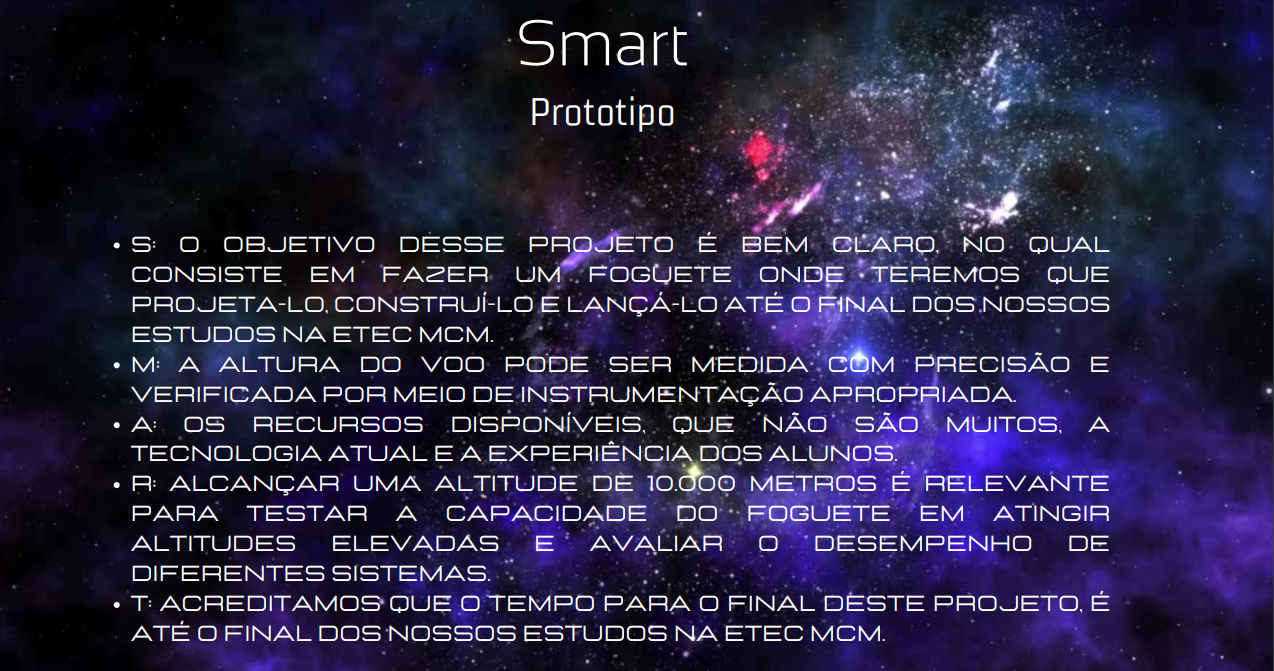 Smart
Prototipo
• S: O OBJETIVO DESSE PROJETO É BEM CLARO, NO QUAL
CONSISTE EM FAZER UM FOGUETE ONDE TEREMOS QUE
PROJETA-LO, CONSTRUÍ-LO E LANÇÁ-LO ATÉ O FINAL DOS NOSSOS
ESTUDOS NA ETEC MCM.
• M: A ALTURA DO VOO PODE SER MEDIDA COM PRECISÃO E
VERIFICADA POR MEIO DE INSTRUMENTAÇÃO APROPRIADA.
• A: OS RECURSOS DISPONÍVEIS, QUE NÃO SÃO MUITOS, A
TECNOLOGIA ATUAL E A EXPERIÊNCIA DOS ALUNOS.
• R: ALCANÇAR UMA ALTITUDE DE 10.000 METROS É RELEVANTE
PARA TESTAR A CAPACIDADE DO FOGUETE EM ATINGIR
ALTITUDES ELEVADAS E AVALIAR O DESEMPENHO DE
DIFERENTES SISTEMAS.
• T: ACREDITAMOS QUE O TEMPO PARA O FINAL DESTE PROJETO, É
ATÉ O FINAL DOS NOSSOS ESTUDOS NA ETEC MCM.